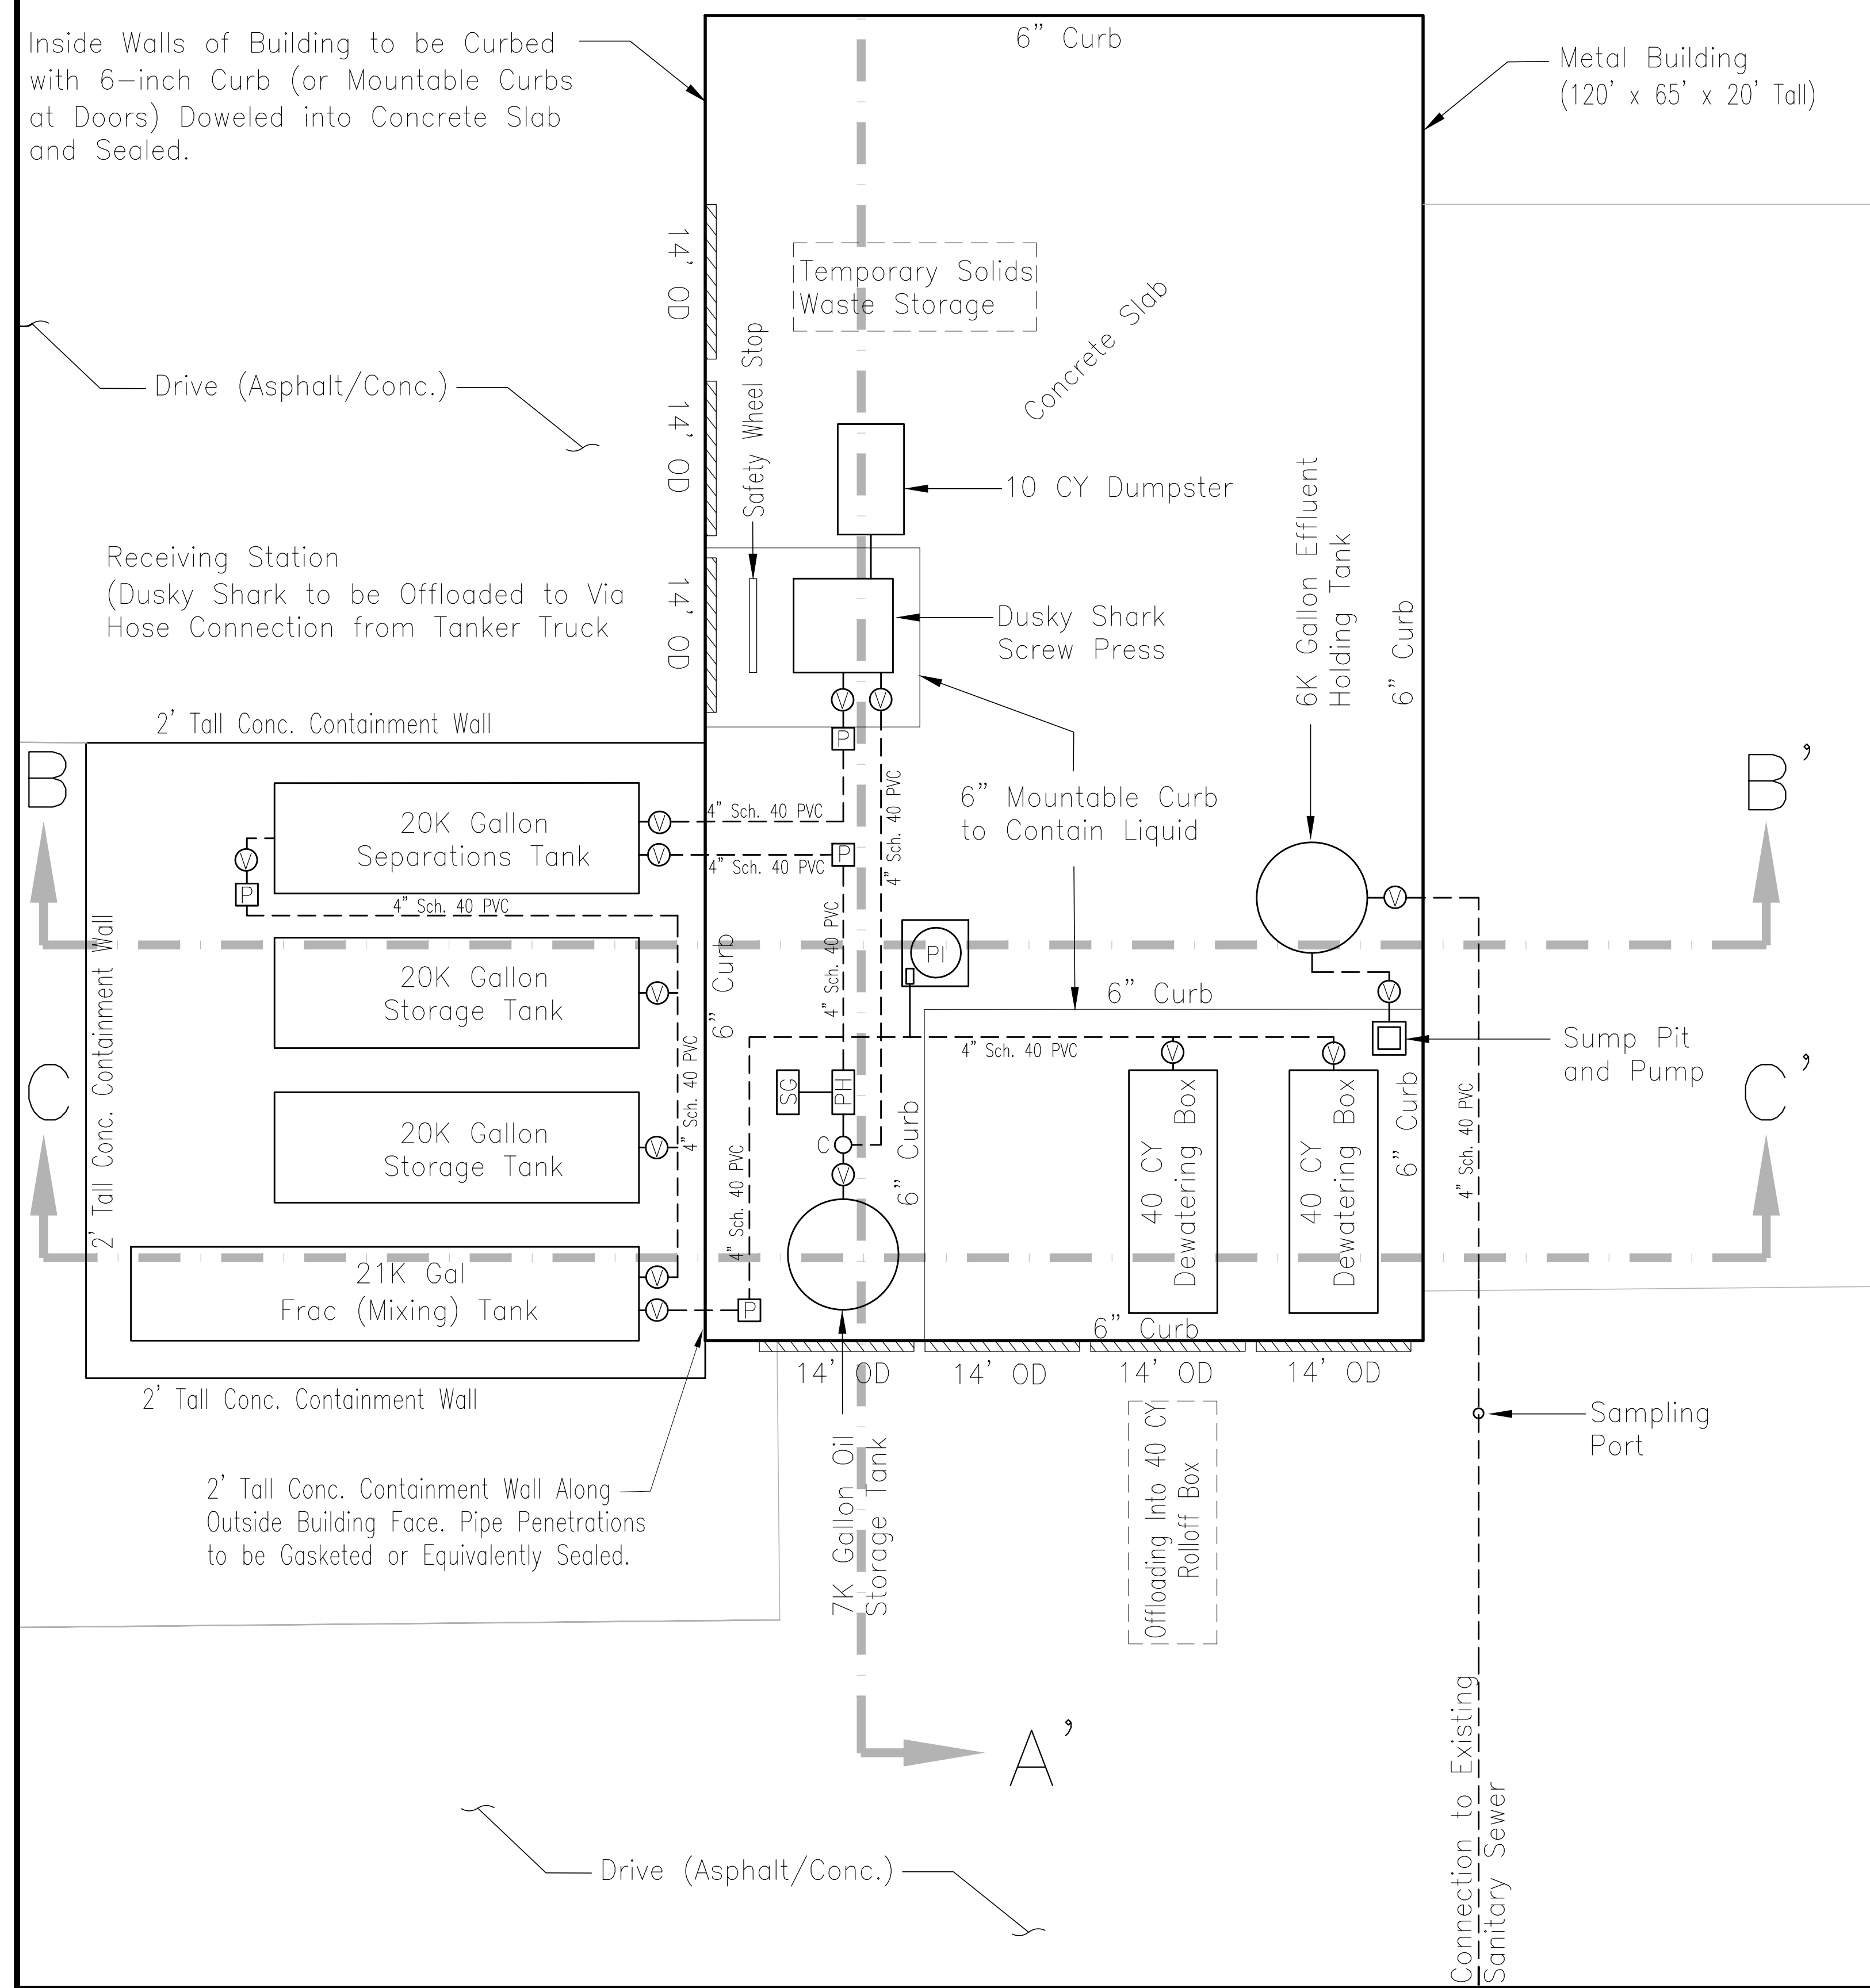 Inside Walls of Building to be Curbed
with 6-inch Curb (or Mountable Curbs
at Doors) Doweled into Concrete Slab
and Sealed.
6" Curb
Metal Building
(120' x 65' x 20' Tall)
14' OD
Temporary Solids
Waste Storage
Concrete Slab
Safety Wheel Stop
Drive (Asphalt/Conc.)
14' OD
10 CY Dumpster
6K Gallon Effluent
Holding Tank
6" Curb
Receiving Station
(Dusky Shark to be Offloaded to Via
Hose Connection from Tanker Truck
14' OD
Dusky Shark
Screw Press
V
V
P
2' Tall Conc. Containment Wall
B
B'
20K Gallon
Separations Tank
V
V
V
P
4" Sch. 40 PVC
4" Sch. 40 PVC
P
4" Sch. 40 PVC
4" Sch. 40 PVC
6" Mountable Curb
to Contain Liquid
V
2' Tall Conc. Containment Wall
20K Gallon
Storage Tank
V
6" Curb
4" Sch. 40 PVC
PI
6" Curb
V
Sump Pit
and Pump
C
C'
20K Gallon
Storage Tank
V
4" Sch. 40 PVC
4" Sch. 40 PVC
SG
PH
C
V
6" Curb
4" Sch. 40 PVC
V
V
40 CY
Dewatering Box
40 CY
Dewatering Box
6" Curb
4" Sch. 40 PVC
21K Gal
Frac (Mixing) Tank
V
V
P
6" Curb
14' OD
14' OD
14' OD
14' OD
2' Tall Conc. Containment Wall
Sampling
Port
7K Gallon Oil
Storage Tank
Offloading Into 40 CY
Rolloff Box
2' Tall Conc. Containment Wall Along
Outside Building Face. Pipe Penetrations
to be Gasketed or Equivalently Sealed.
A'
Connection to Existing
Sanitary Sewer
Drive (Asphalt/Conc.)